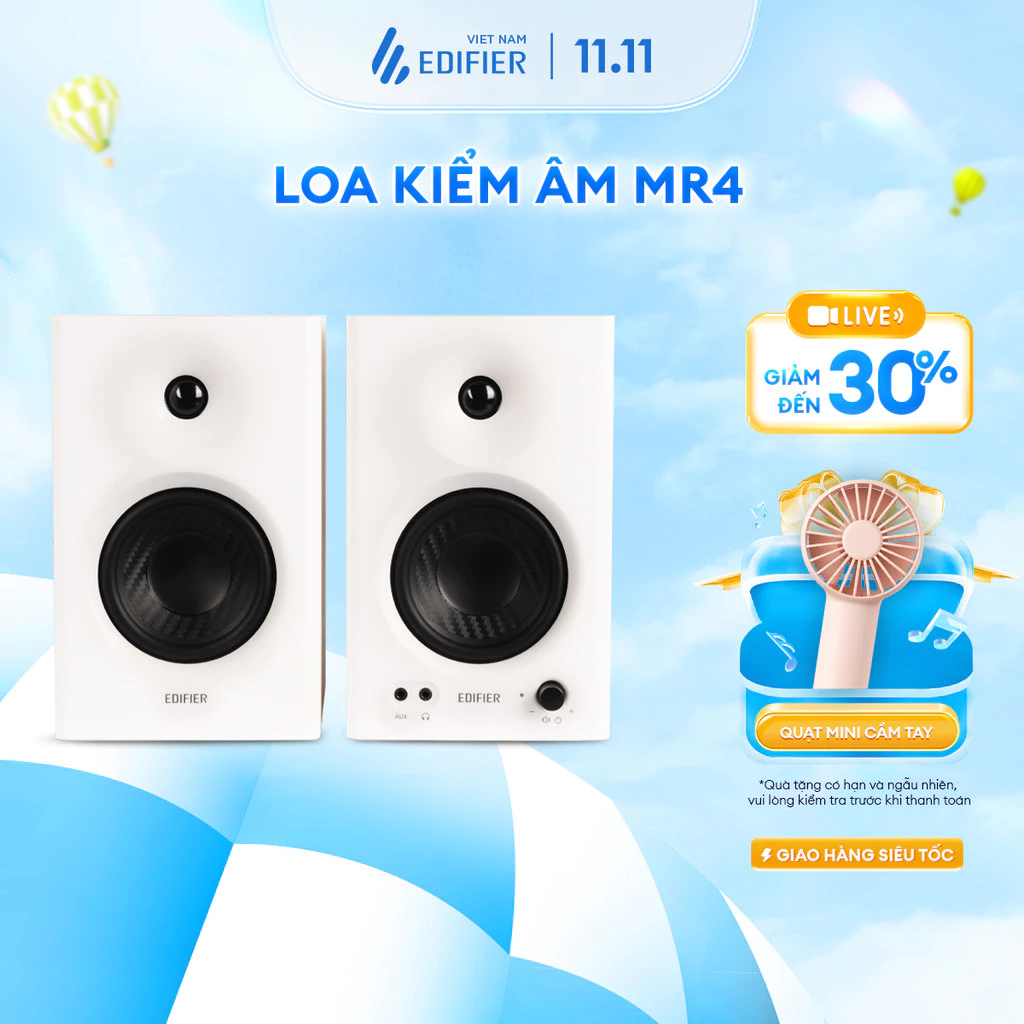 VIET NAM
EDIFIER | 11.11
LOA KIỂM ÂM MR4
LIVE
GIẢM ĐẾN 30%
EDIFIER
AUX
EDIFIER
- +
QUẠT MINI CẦM TAY
*Quà tặng có hạn và ngẫu nhiên,
vui lòng kiểm tra trước khi thanh toán
GIAO HÀNG SIÊU TỐC